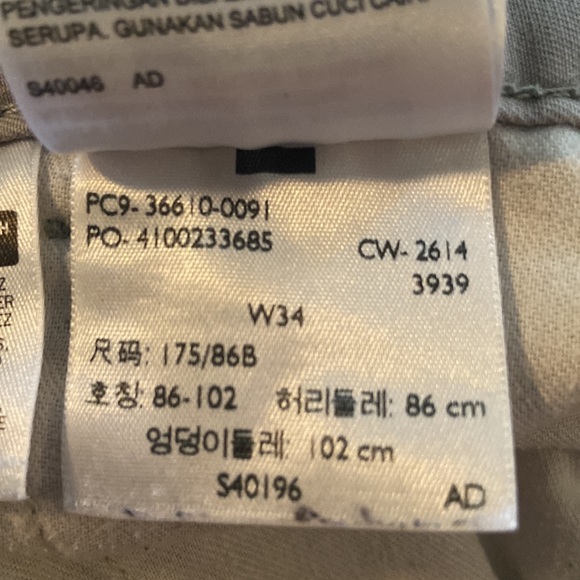 SERUPA. GUNAKAN SABUN CUCI
S40046 AD
PC9-36610-0091
PO-4100233685
CW-2614
3939
W34
尺码: 175/86B
호칭: 86-102 허리둘레: 86 cm
엉덩이둘레: 102 cm
S40196 AD